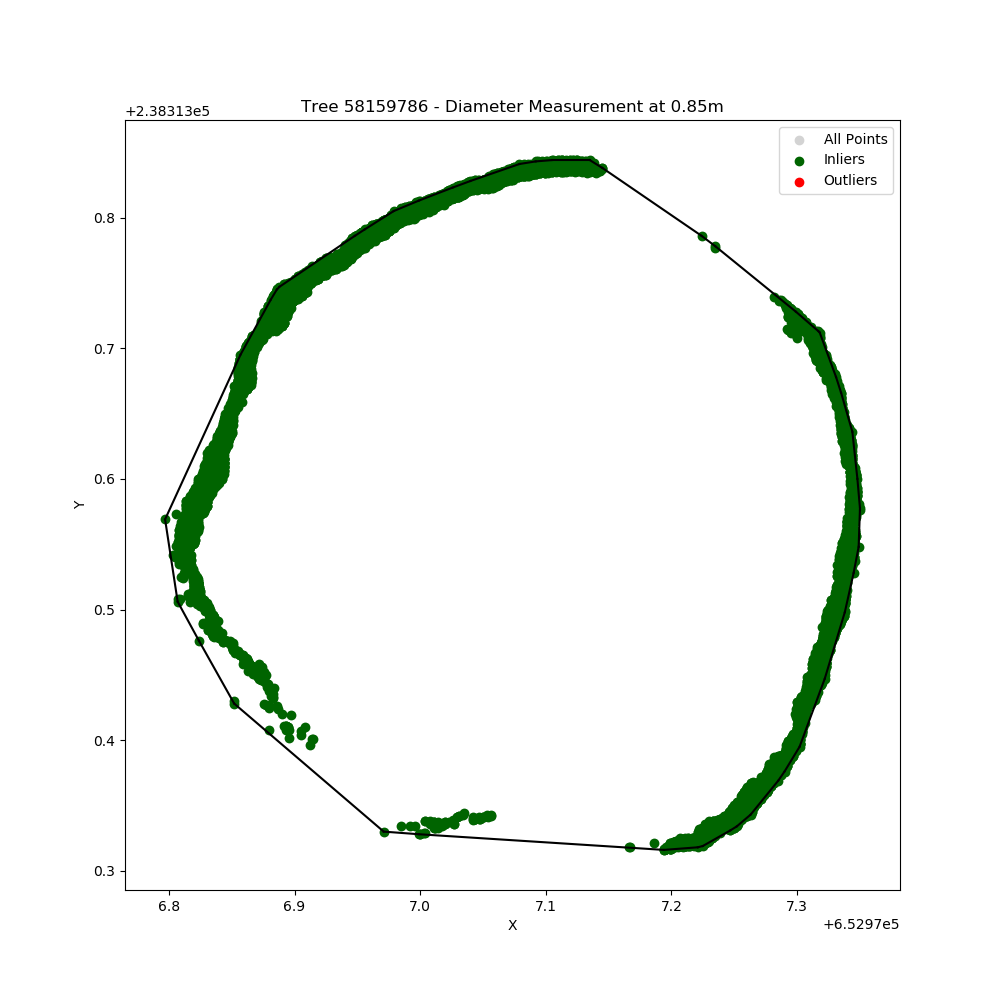 Tree 58159786 - Diameter Measurement at 0.85m
+2.38313e5
All Points
Inliers
Outliers
0.8
0.7
0.6
0.5
0.4
0.3
Y
6.8 6.9 7.0 7.1 7.2 7.3
X
+6.5297e5